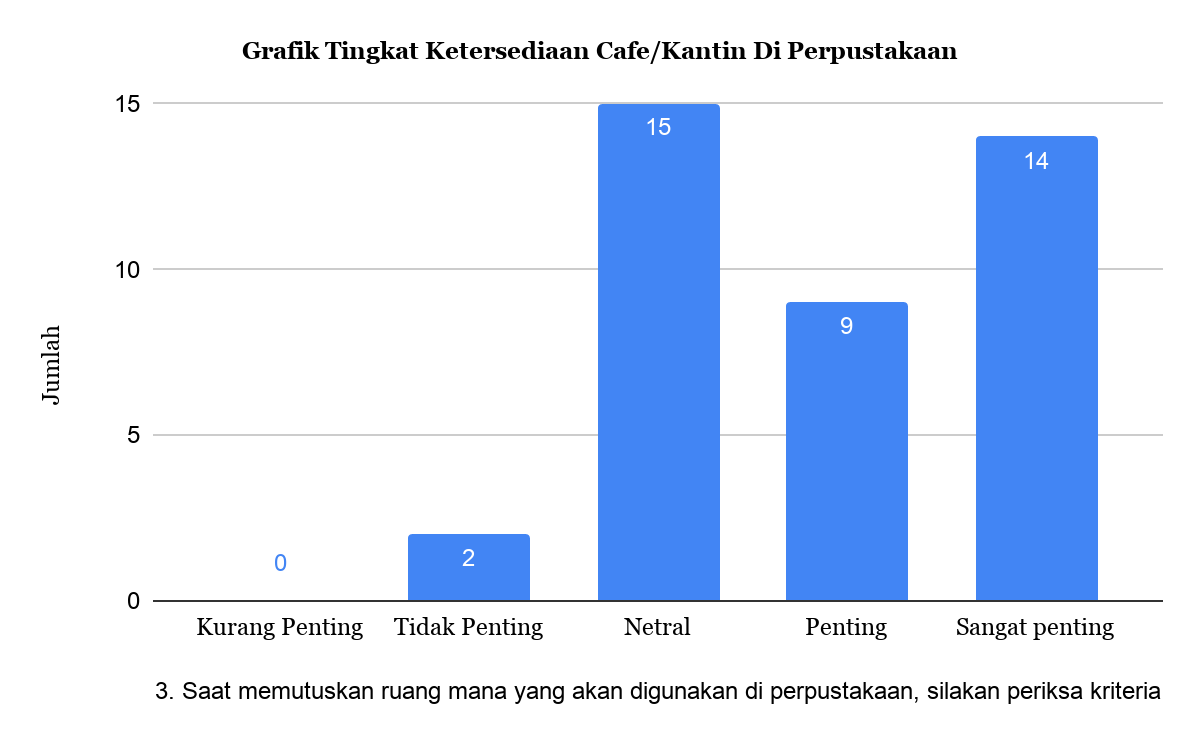 Grafik Tingkat Ketersediaan Cafe/Kantin Di Perpustakaan
Jumlah
15
10
5
0
0
2
15
9
14
Kurang Penting
Tidak Penting
Netral
Penting
Sangat penting
3. Saat memutuskan ruang mana yang akan digunakan di perpustakaan, silakan periksa kriteria